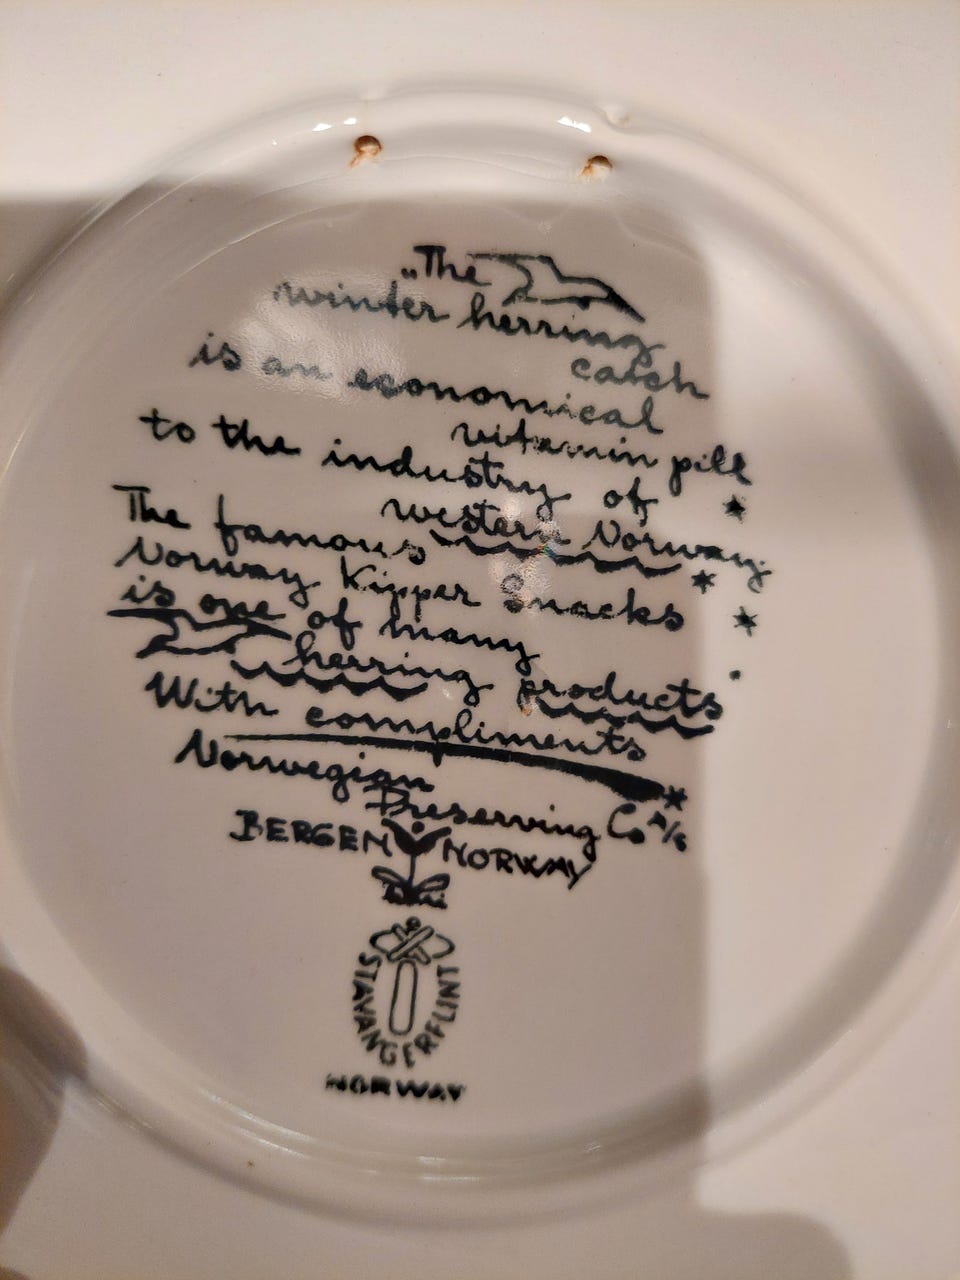 „The
winter herring
catch
is an economical
vitamin pill
to the industry of
western Norway
The famous
Norway Kipper Snacks
is one of many
herring products
With compliments
Norwegian
Preserving Co A/S
BERGEN NORWAY
STAVANGERFLINT
NORWAY